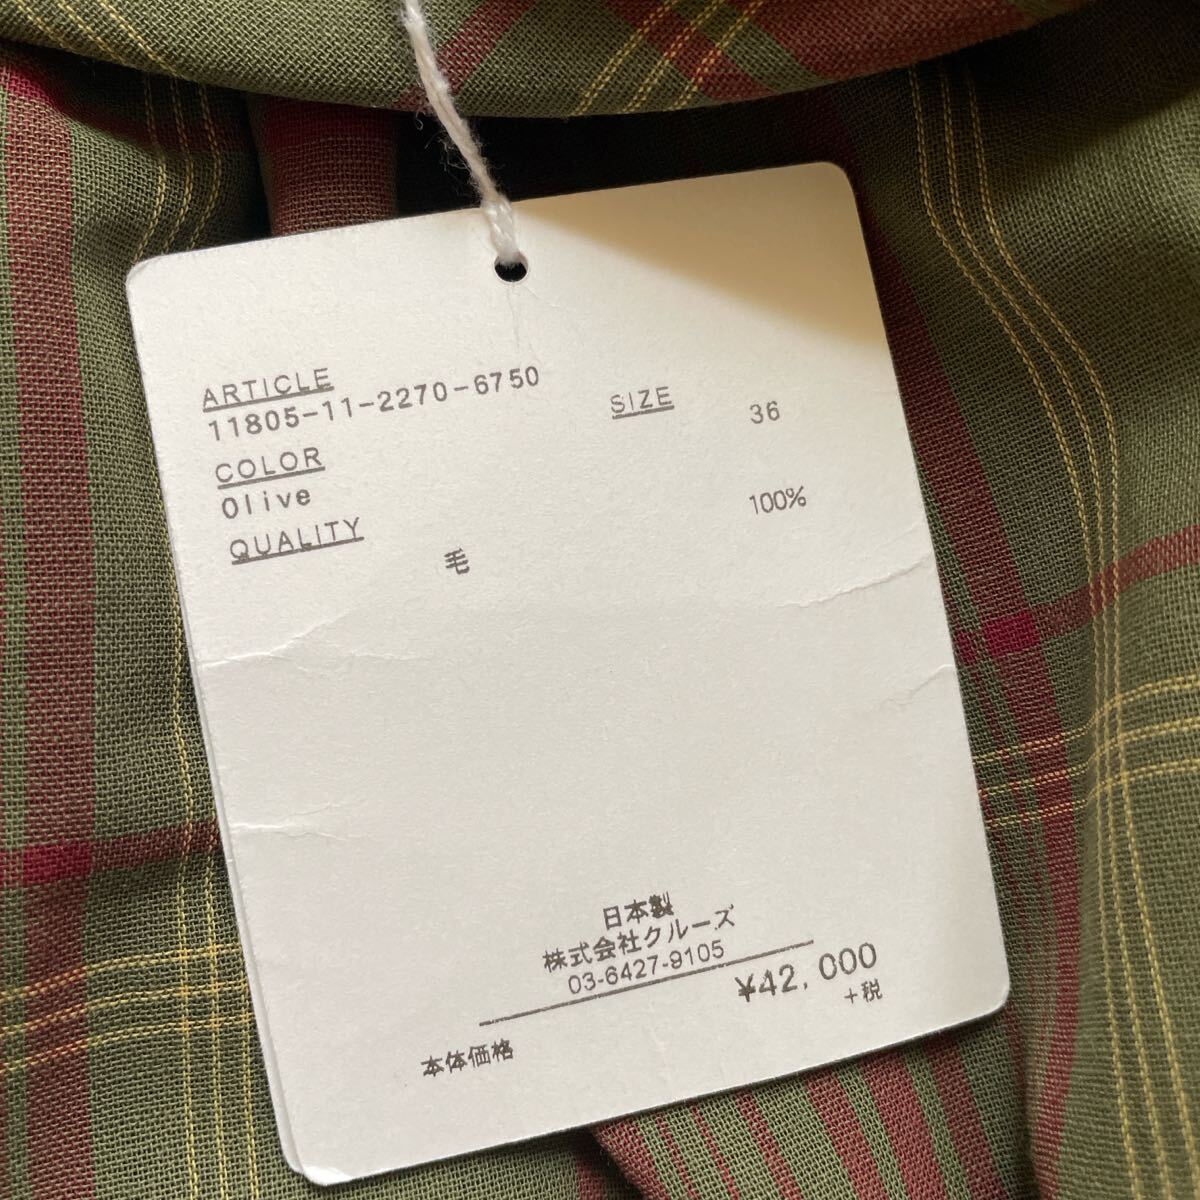 ARTICLE
11805-11-2270-6750
SIZE 36
COLOR
Olive
QUALITY
毛 100%
日本製
株式会社クルーズ
03-6427-9105
本体価格 ¥42,000
+税